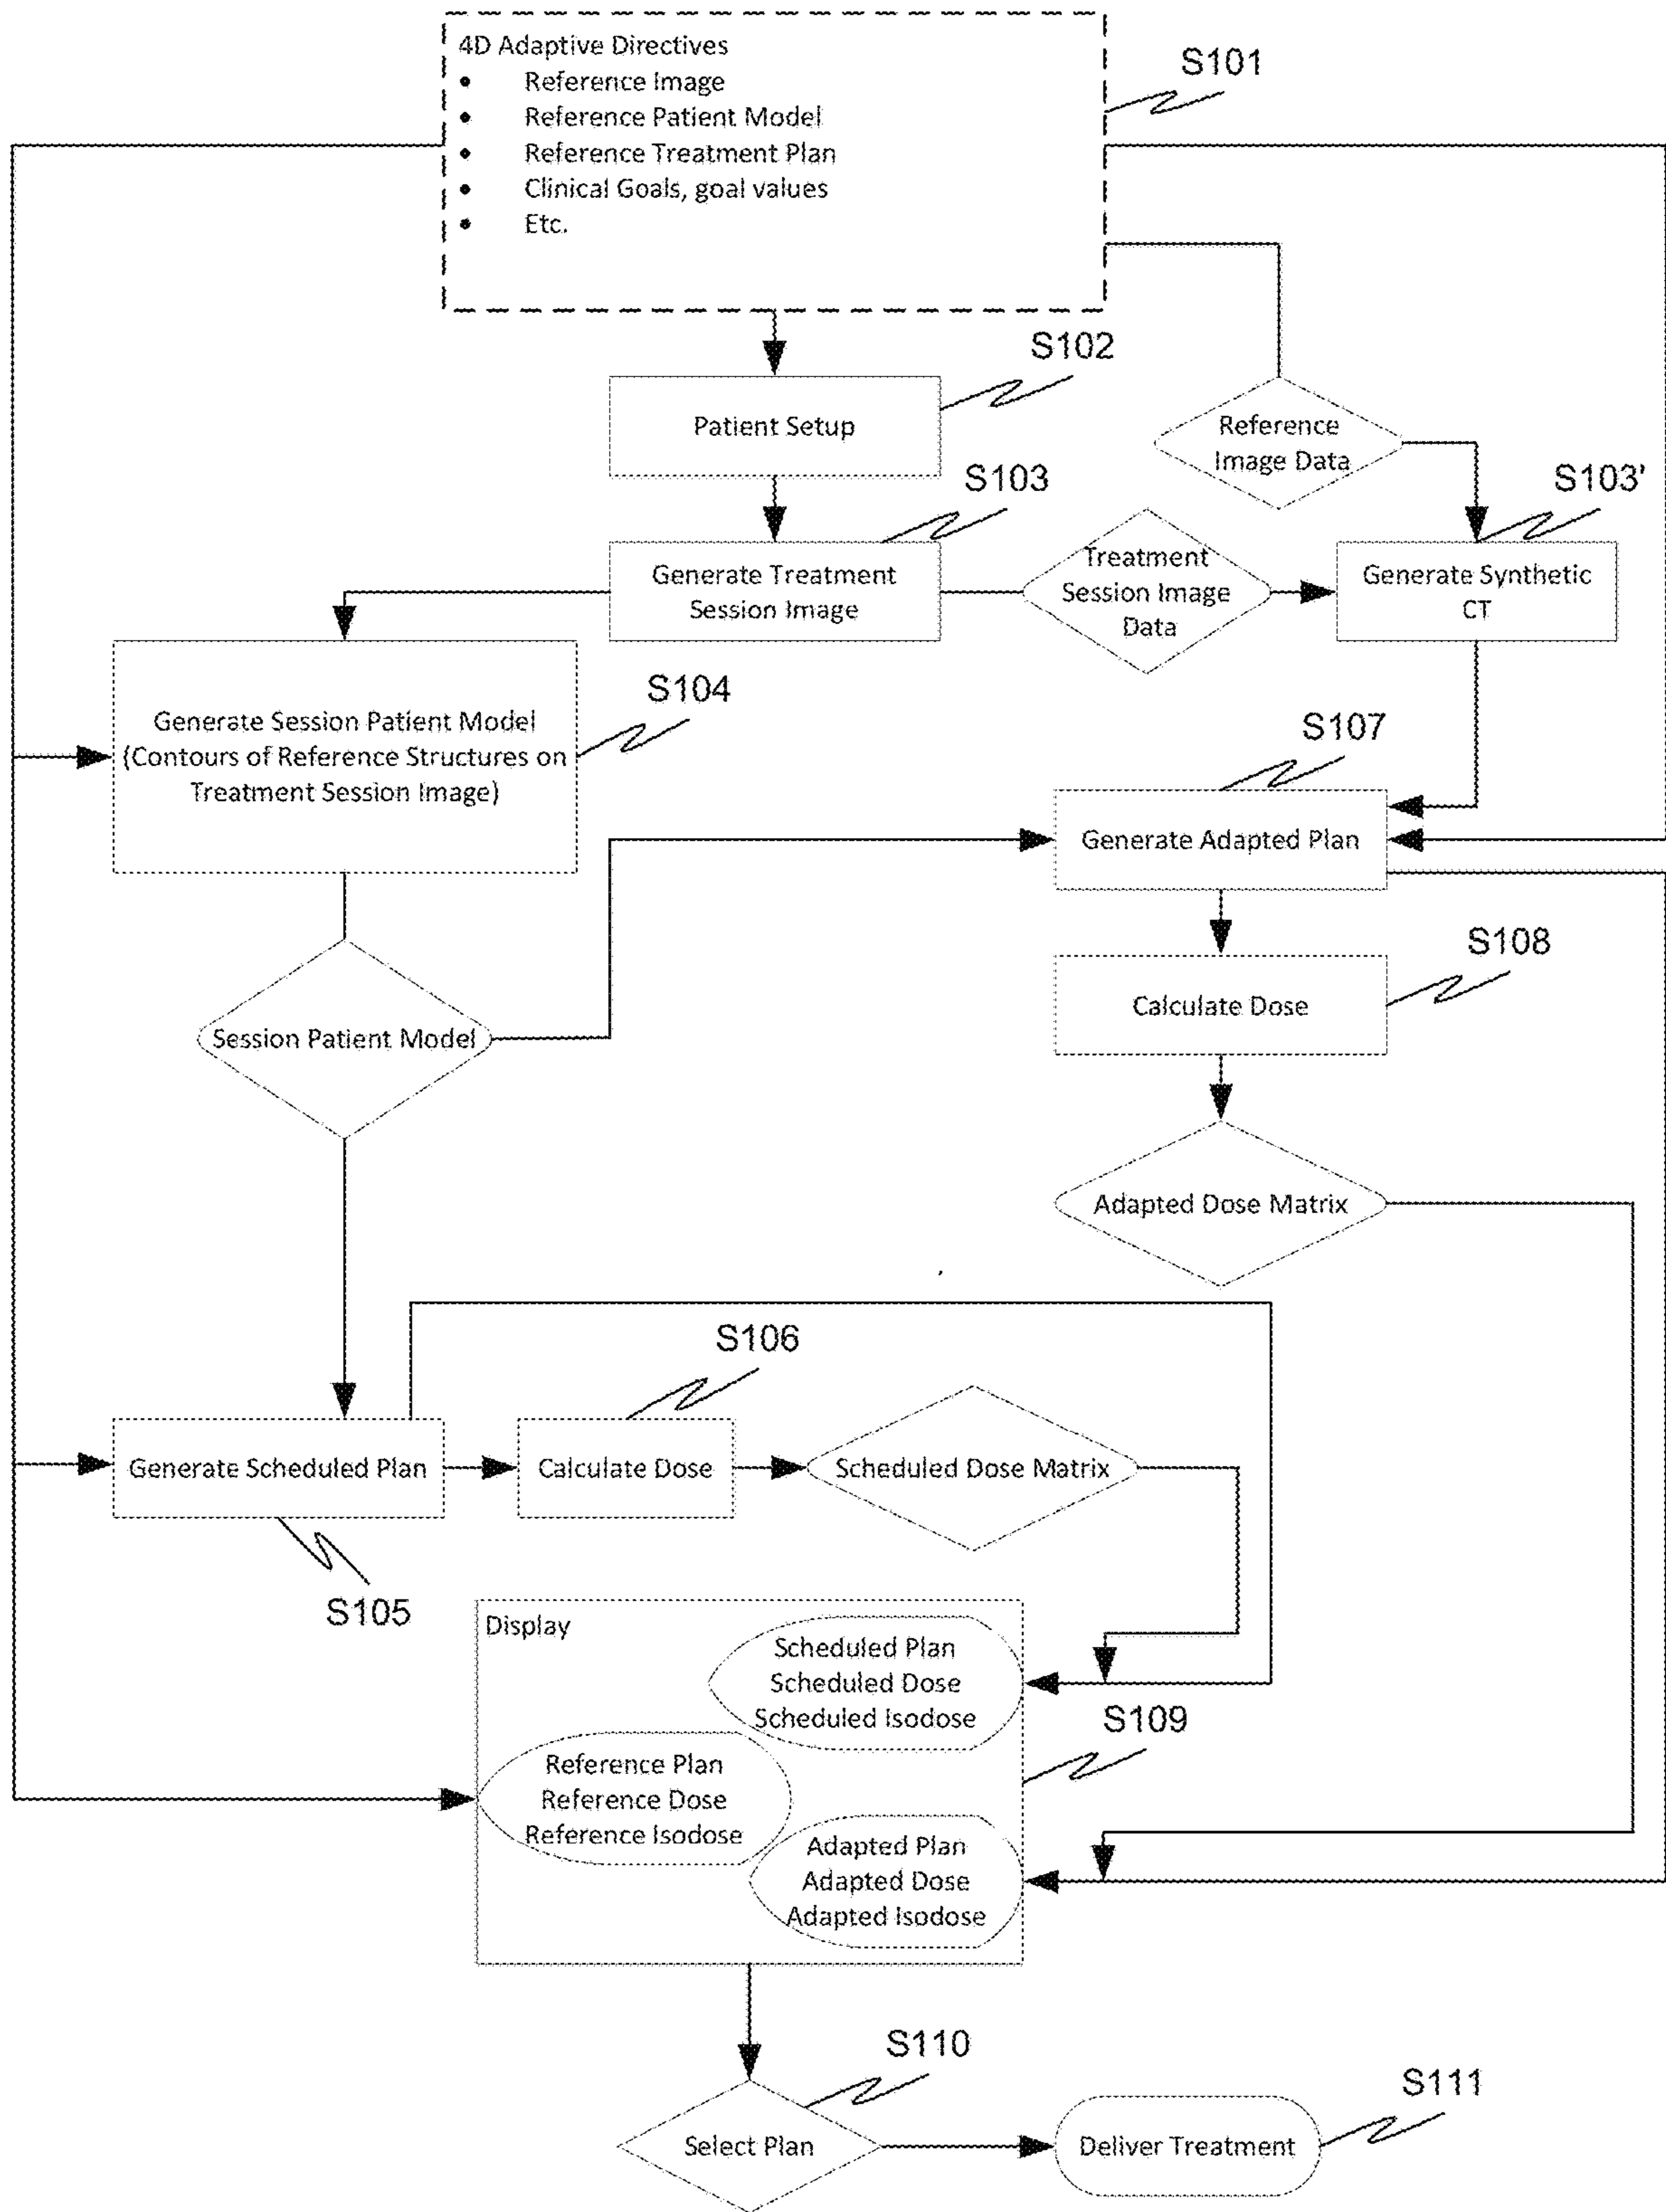 4D Adaptive Directives
• Reference Image
• Reference Patient Model
• Reference Treatment Plan
• Clinical Goals, goal values
• Etc.
S101
S102
Patient Setup
Reference
Image Data
S103
S103'
Generate Treatment
Session Image
Treatment
Session Image
Data
Generate Synthetic
CT
S104
Generate Session Patient Model
(Contours of Reference Structures on
Treatment Session Image)
S107
Generate Adapted Plan
S108
Calculate Dose
Session Patient Model
Adapted Dose Matrix
S106
Generate Scheduled Plan
Calculate Dose
Scheduled Dose Matrix
S105
Display
Scheduled Plan
Scheduled Dose
Scheduled Isodose
S109
Reference Plan
Reference Dose
Reference Isodose
Adapted Plan
Adapted Dose
Adapted Isodose
S110
Select Plan
S111
Deliver Treatment